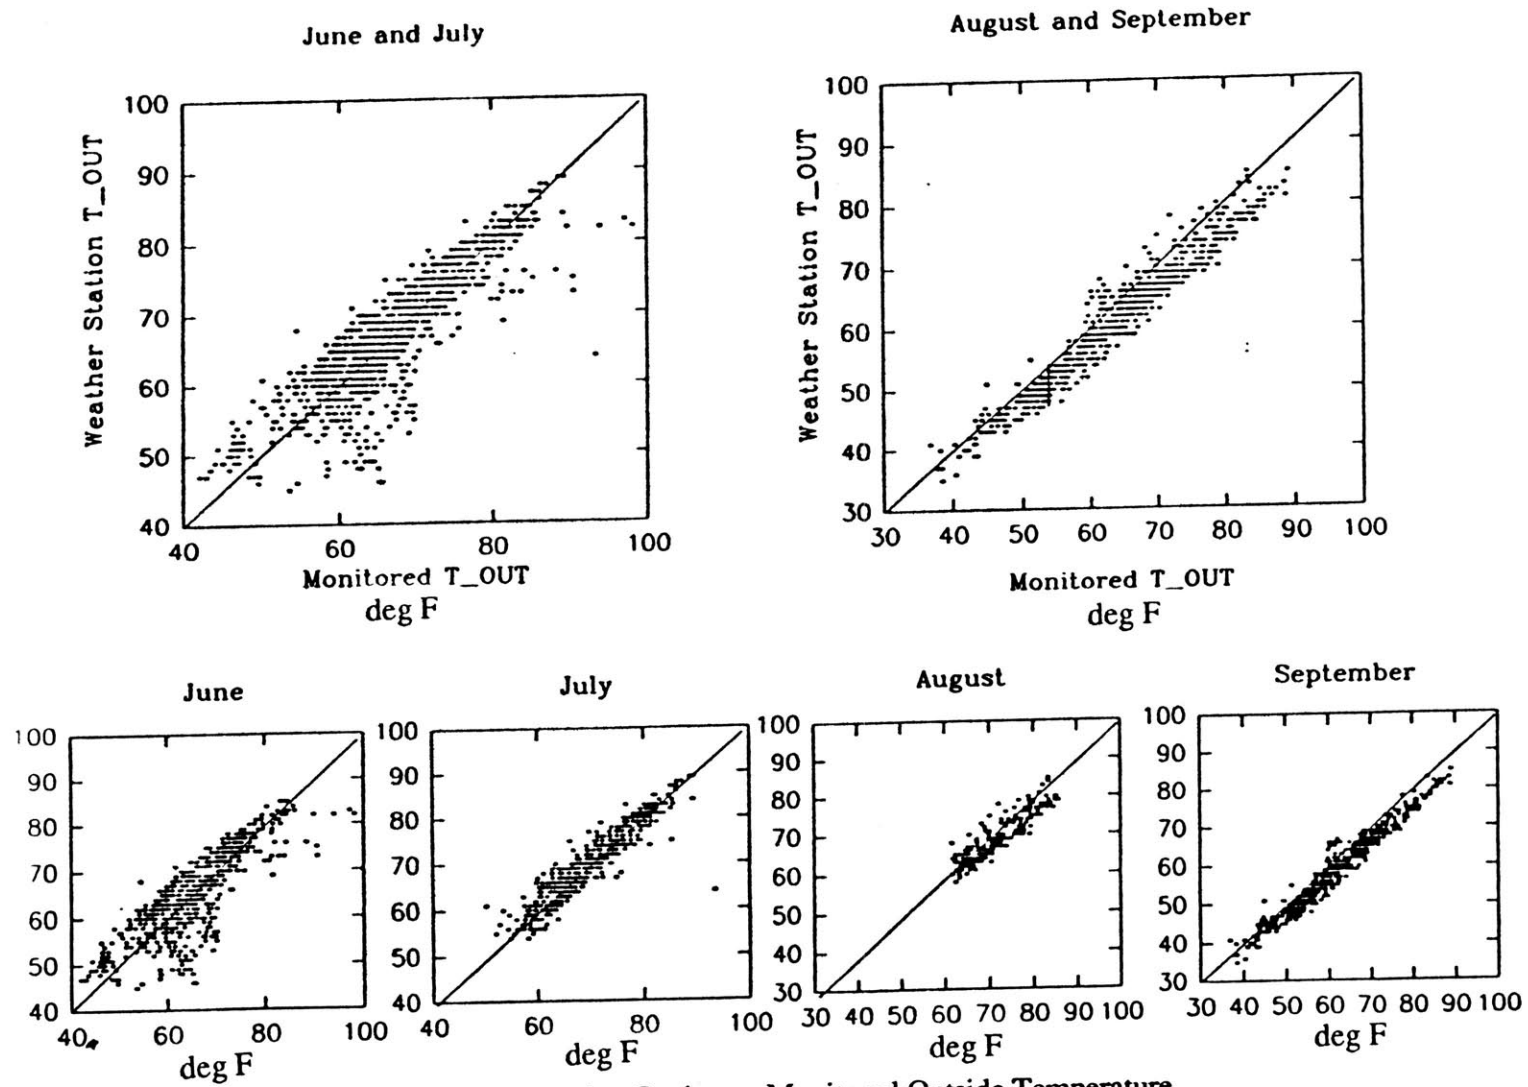 June and July
August and September
100
90
80
70
60
50
40
Weather Station T_OUT
40 60 80 100
Monitored T_OUT
deg F
100
90
80
70
60
50
40
30
Weather Station T_OUT
30 40 50 60 70 80 90 100
Monitored T_OUT
deg F
June
100
90
80
70
60
50
40
40 60 80 100
deg F
July
100
90
80
70
60
50
40
40 60 80 100
deg F
August
100
90
80
70
60
50
40
30
30 40 50 60 70 80 90 100
deg F
September
100
90
80
70
60
50
40
30
30 40 50 60 70 80 90 100
deg F
Monitored Outside Temperature